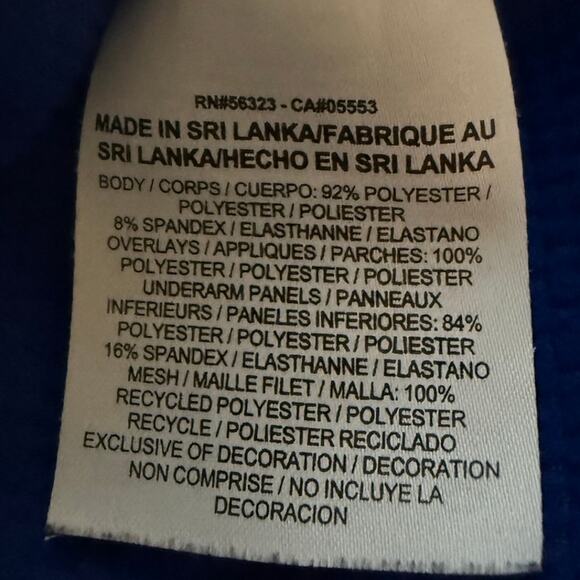 RN#56323 - CA#05553
MADE IN SRI LANKA/FABRIQUE AU
SRI LANKA/HECHO EN SRI LANKA
BODY / CORPS / CUERPO: 92% POLYESTER /
POLYESTER / POLIESTER
8% SPANDEX / ELASTHANNE / ELASTANO
OVERLAYS / APPLIQUES / PARCHES: 100%
POLYESTER / POLYESTER / POLIESTER
UNDERARM PANELS / PANNEAUX
INFERIEURS / PANELES INFERIORES: 84%
POLYESTER / POLYESTER / POLIESTER
16% SPANDEX / ELASTHANNE / ELASTANO
MESH / MAILLE FILET / MALLA: 100%
RECYCLED POLYESTER / POLYESTER
RECYCLE / POLIESTER RECICLADO
EXCLUSIVE OF DECORATION / DECORATION
NON COMPRISE / NO INCLUYE LA
DECORACION